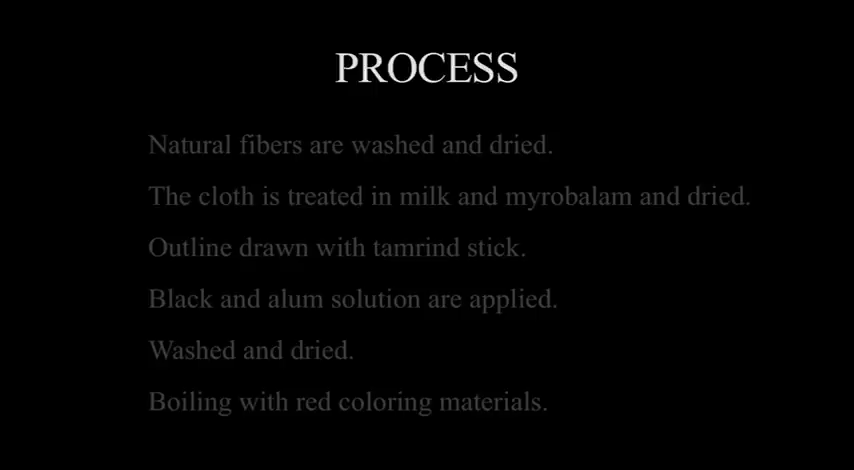 PROCESS
Natural fibers are washed and dried.
The cloth is treated in milk and myrobalam and dried.
Outline drawn with tamrind stick.
Black and alum solution are applied.
Washed and dried.
Boiling with red coloring materials.